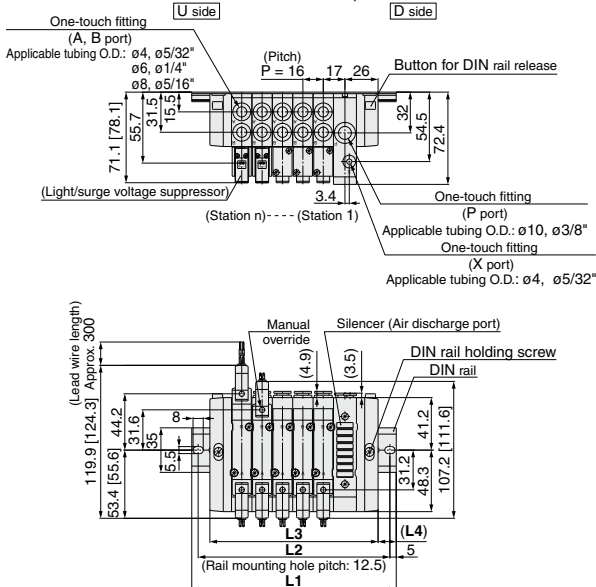 U side
D side
One-touch fitting
(A, B port)
Applicable tubing O.D.: ø4, ø5/32"
ø6, ø1/4"
ø8, ø5/16"
(Pitch)
P = 16
17
26
Button for DIN rail release
71.1 [78.1]
55.7
31.5
15.5
32
54.5
72.4
(Light/surge voltage suppressor)
3.4
(Station n)----(Station 1)
One-touch fitting
(P port)
Applicable tubing O.D.: ø10, ø3/8"
One-touch fitting
(X port)
Applicable tubing O.D.: ø4, ø5/32"
(Lead wire length)
Approx. 300
Manual
override
Silencer (Air discharge port)
(4.9)
(3.5)
DIN rail holding screw
DIN rail
119.9 [124.3]
44.2
31.6
8
35
5.5
53.4 [55.6]
41.2
107.2 [111.6]
31.2
48.3
L3
(L4)
L2
5
(Rail mounting hole pitch: 12.5)
L1